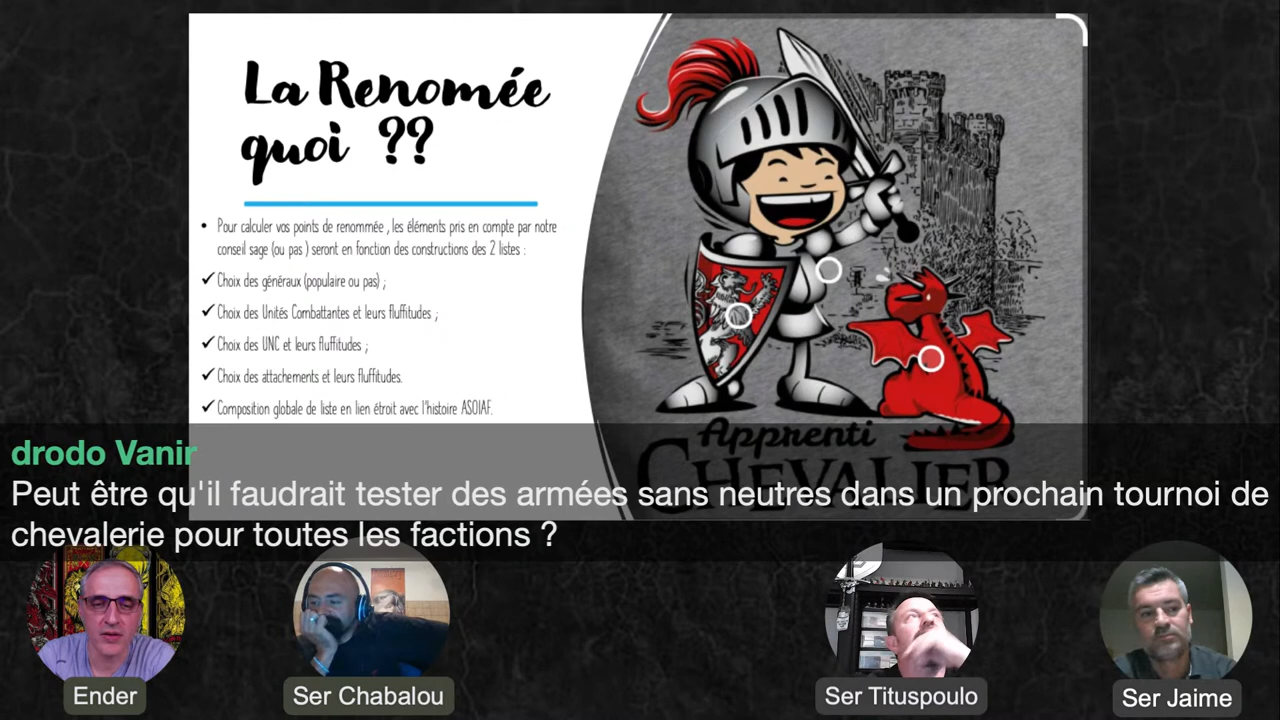 La Renomée
quoi ??
• Pour calculer vos points de renommée , les éléments pris en compte par notre
conseil sage (ou pas ) seront en fonction des constructions des 2 listes :
✓ Choix des généraux (populaire ou pas) ;
✓ Choix des Unités Combattantes et leurs fluffitudes ;
✓ Choix des UNC et leurs fluffitudes ;
✓ Choix des attachements et leurs fluffitudes.
✓ Composition globale de liste en lien étroit avec l'histoire ASOIAF.
Apprenti
CHEVALIER
drodo Vanir
Peut être qu'il faudrait tester des armées sans neutres dans un prochain tournoi de
chevalerie pour toutes les factions ?
Ender
Ser Chabalou
Ser Tituspoulo
Ser Jaime